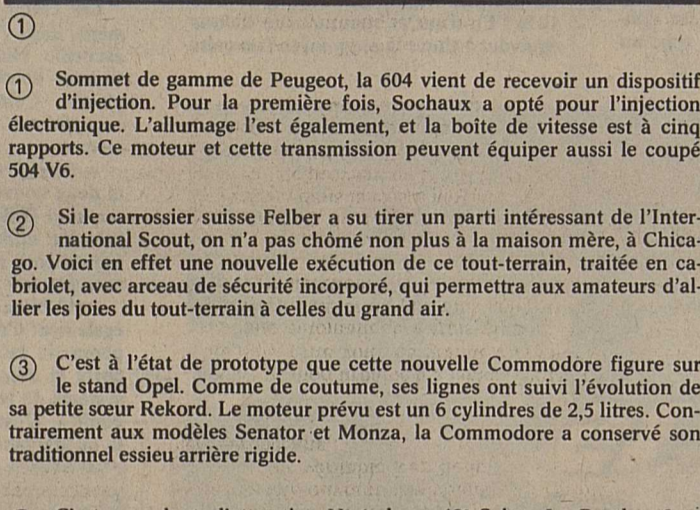 ①
① Sommet de gamme de Peugeot, la 604 vient de recevoir un dispositif
d'injection. Pour la première fois, Sochaux a opté pour l'injection
électronique. L'allumage l'est également, et la boîte de vitesse est à cinq
rapports. Ce moteur et cette transmission peuvent équiper aussi le coupé
504 V6.
② Si le carrossier suisse Felber a su tirer un parti intéressant de l'Inter-
national Scout, on n'a pas chômé non plus à la maison mère, à Chica-
go. Voici en effet une nouvelle exécution de ce tout-terrain, traitée en ca-
briolet, avec arceau de sécurité incorporé, qui permettra aux amateurs d'al-
lier les joies du tout-terrain à celles du grand air.
③ C'est à l'état de prototype que cette nouvelle Commodore figure sur
le stand Opel. Comme de coutume, ses lignes ont suivi l'évolution de
sa petite sœur Rekord. Le moteur prévu est un 6 cylindres de 2,5 litres. Con-
trairement aux modèles Senator et Monza, la Commodore a conservé son
traditionnel essieu arrière rigide.